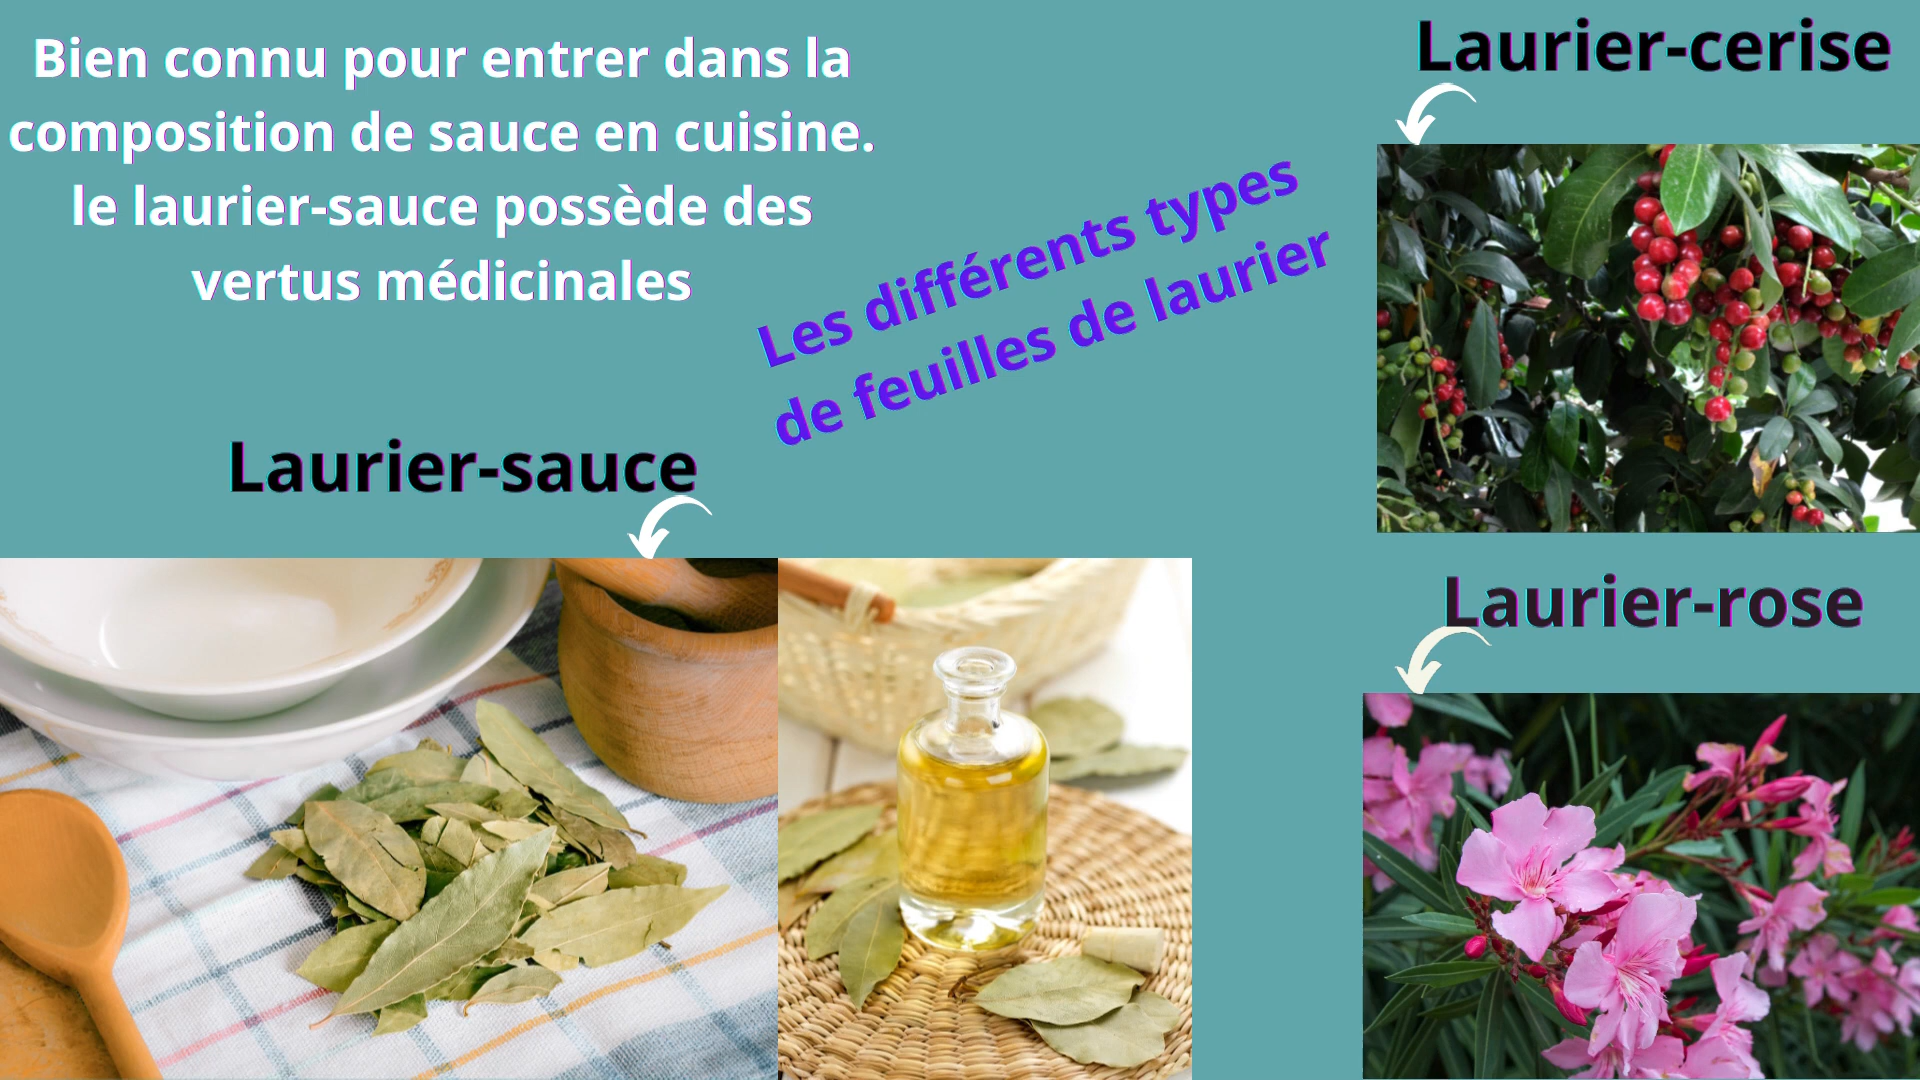 Bien connu pour entrer dans la
composition de sauce en cuisine.
le laurier-sauce possède des
vertus médicinales
Les différents types
de feuilles de laurier
Laurier-sauce
Laurier-cerise
Laurier-rose